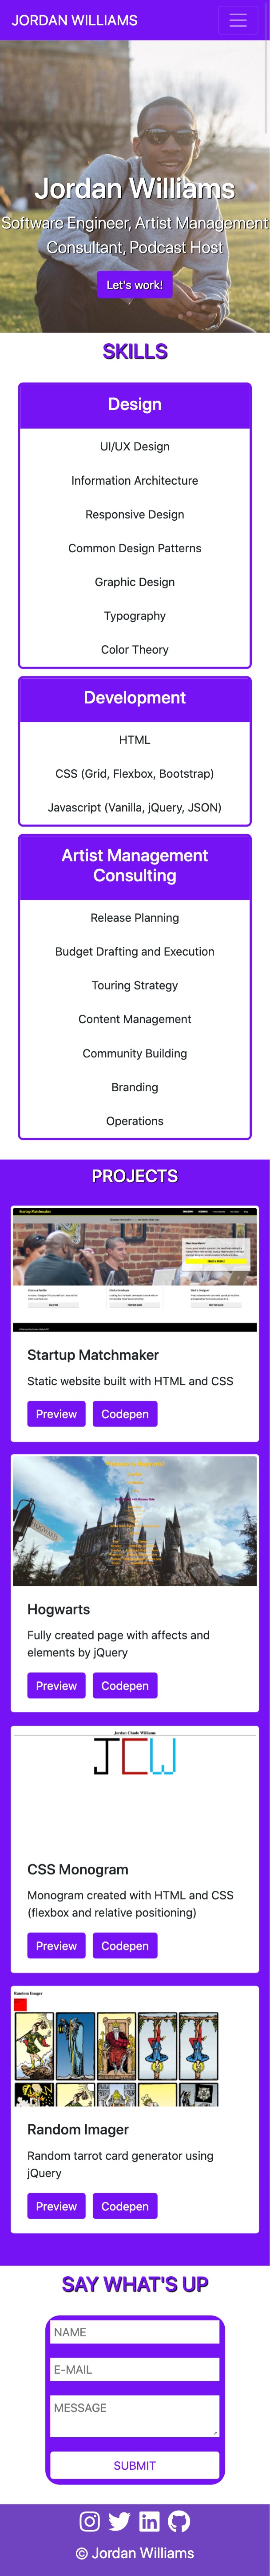 JORDAN WILLIAMS
Jordan Williams
Software Engineer, Artist Management
Consultant, Podcast Host
Let's work!
SKILLS
Design
UI/UX Design
Information Architecture
Responsive Design
Common Design Patterns
Graphic Design
Typography
Color Theory
Development
HTML
CSS (Grid, Flexbox, Bootstrap)
Javascript (Vanilla, jQuery, JSON)
Artist Management
Consulting
Release Planning
Budget Drafting and Execution
Touring Strategy
Content Management
Community Building
Branding
Operations
PROJECTS
Startup Matchmaker
Startup Matchmaker
Static website built with HTML and CSS
Preview Codepen
HOGWARTS
Hogwarts
Fully created page with affects and
elements by jQuery
Preview Codepen
Jordan Chade Williams
JCW
CSS Monogram
Monogram created with HTML and CSS
(flexbox and relative positioning)
Preview Codepen
Random Imager
Random Imager
Random tarrot card generator using
jQuery
Preview Codepen
SAY WHAT'S UP
NAME
E-MAIL
MESSAGE
SUBMIT
© Jordan Williams